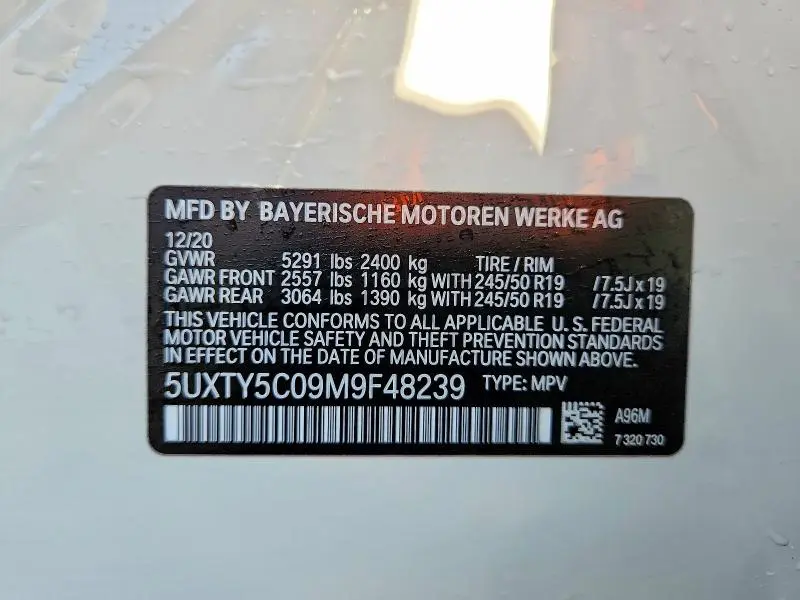 MFD BY BAYERISCHE MOTOREN WERKE AG
12/20
GVWR 5291 lbs 2400 kg TIRE / RIM
GAWR FRONT 2557 lbs 1160 kg WITH 245/50 R19 /7.5J x 19
GAWR REAR 3064 lbs 1390 kg WITH 245/50 R19 /7.5J x 19
THIS VEHICLE CONFORMS TO ALL APPLICABLE U. S. FEDERAL
MOTOR VEHICLE SAFETY AND THEFT PREVENTION STANDARDS
IN EFFECT ON THE DATE OF MANUFACTURE SHOWN ABOVE.
5UXTY5C09M9F48239 TYPE: MPV
A96M
7 320 730